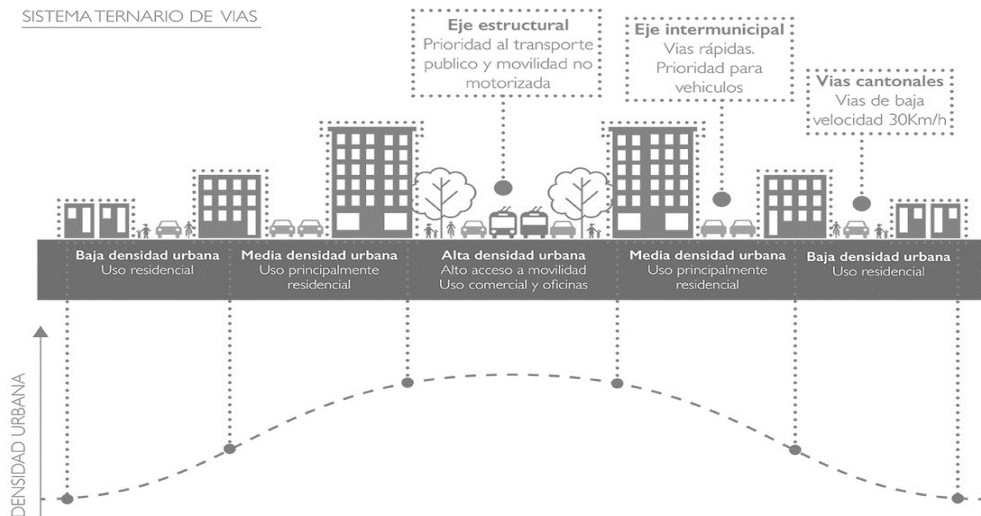 SISTEMA TERNARIO DE VIAS
Eje estructural
Prioridad al transporte
publico y movilidad no
motorizada
Eje intermunicipal
Vias rápidas.
Prioridad para
vehiculos
Vias cantonales
Vias de baja
velocidad 30Km/h
Baja densidad urbana
Uso residencial
Media densidad urbana
Uso principalmente
residencial
Alta densidad urbana
Alto acceso a movilidad
Uso comercial y oficinas
Media densidad urbana
Uso principalmente
residencial
Baja densidad urbana
Uso residencial
DENSIDAD URBANA